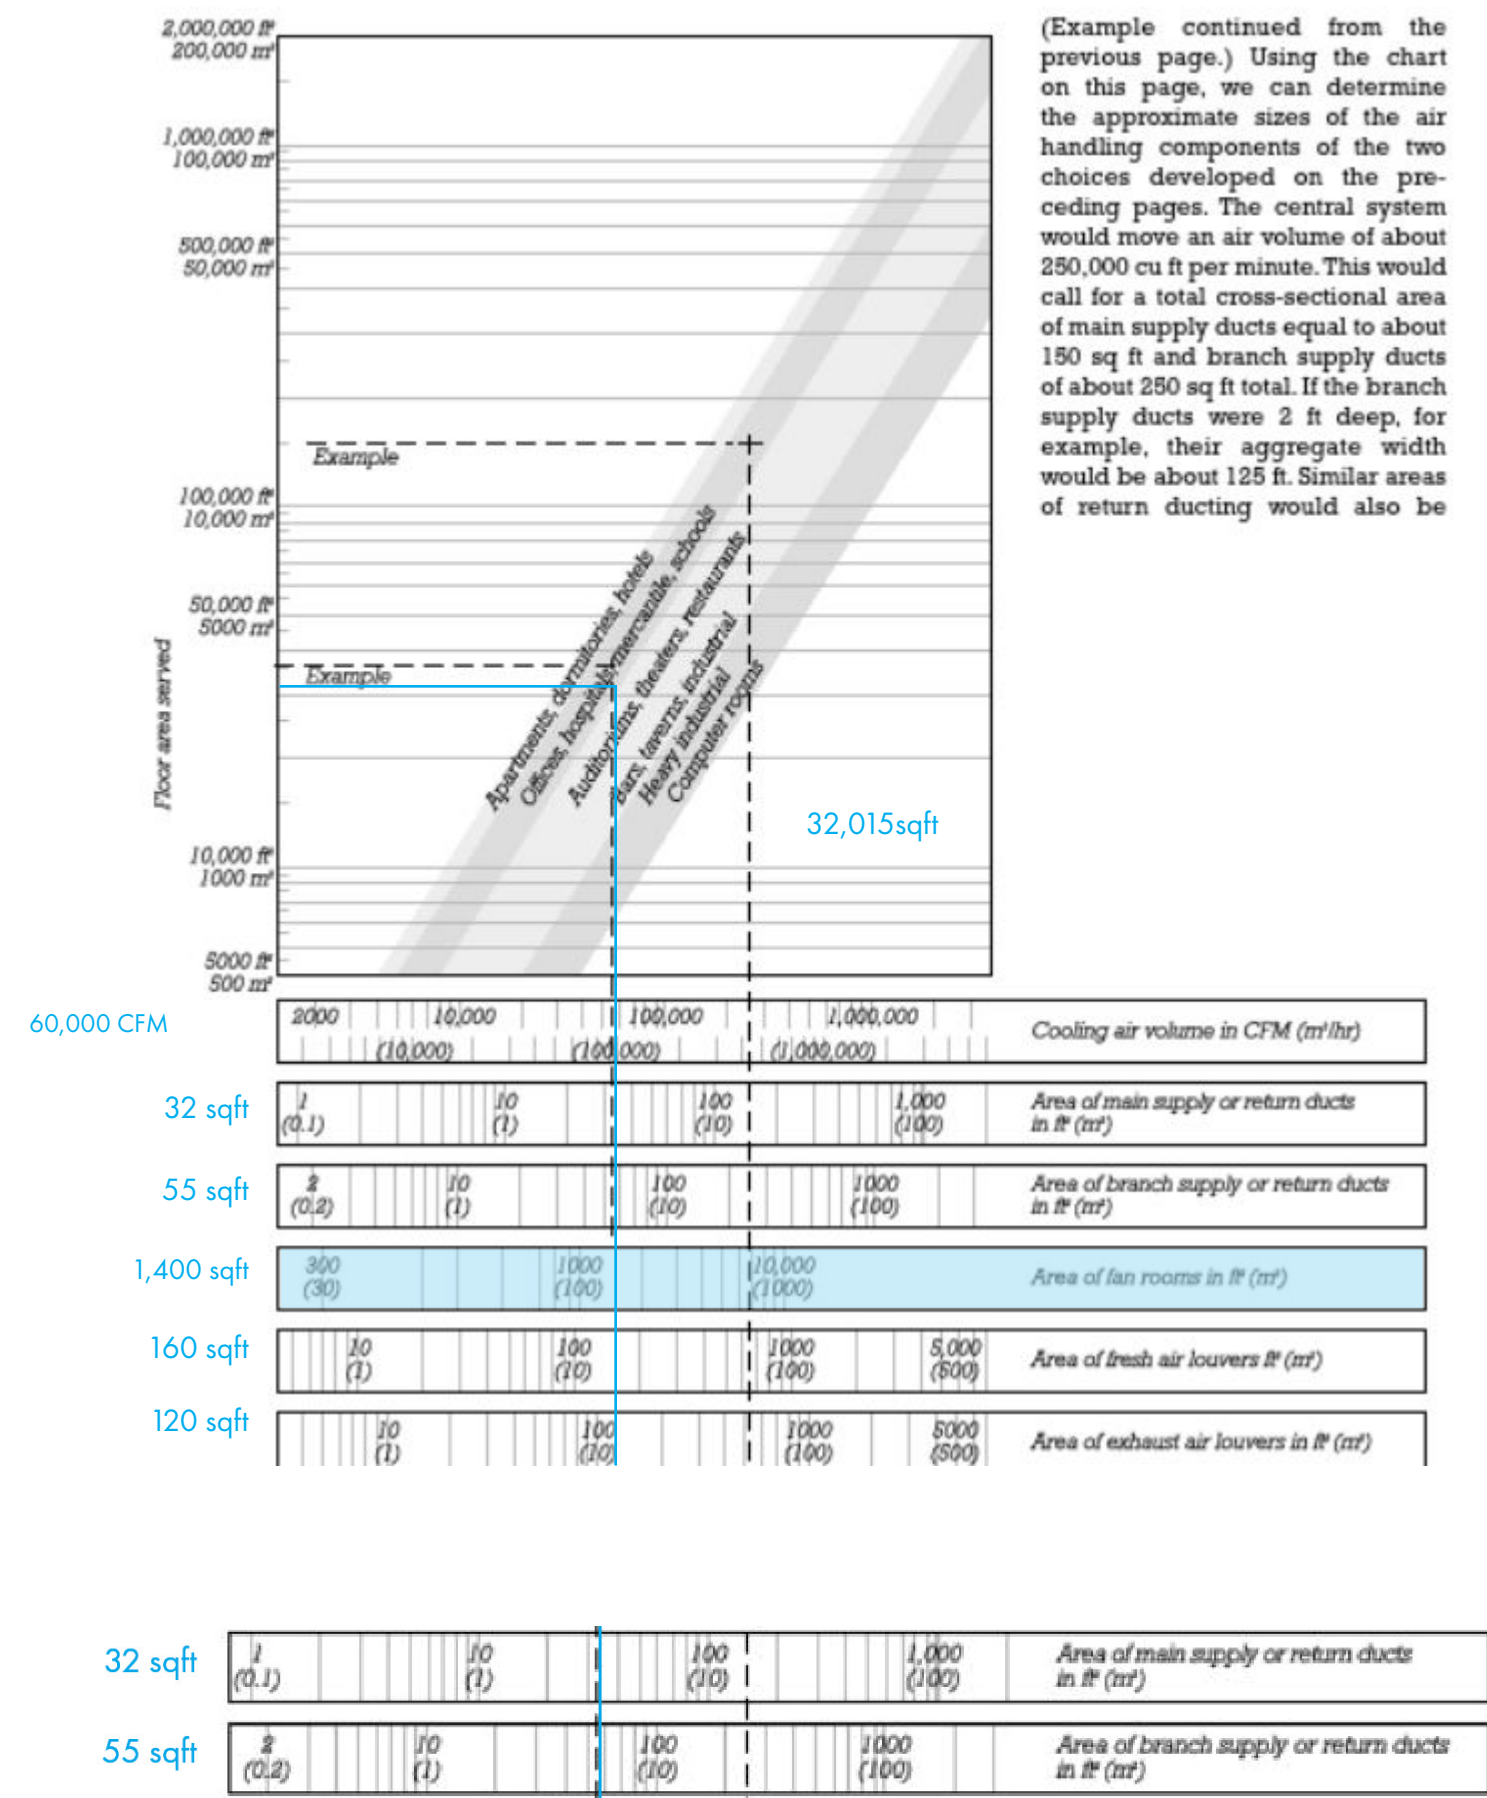 2,000,000 ft²
200,000 m²
1,000,000 ft²
100,000 m²
500,000 ft²
50,000 m²
100,000 ft²
10,000 m²
50,000 ft²
5000 m²
10,000 ft²
1000 m²
5000 ft²
500 m²
Floor area served
Example
Example
Apartments, dormitories, hotels
Offices, hospitals, mercantile, schools
Auditoriums, theaters, restaurants
Bars, taverns, industrial
Heavy industrial
Computer rooms
32,015sqft
(Example continued from the
previous page.) Using the chart
on this page, we can determine
the approximate sizes of the air
handling components of the two
choices developed on the pre-
ceding pages. The central system
would move an air volume of about
250,000 cu ft per minute. This would
call for a total cross-sectional area
of main supply ducts equal to about
150 sq ft and branch supply ducts
of about 250 sq ft total. If the branch
supply ducts were 2 ft deep, for
example, their aggregate width
would be about 125 ft. Similar areas
of return ducting would also be
60,000 CFM
2000 10,000 100,000 1,000,000
(10,000) (100,000) (1,000,000)
Cooling air volume in CFM (m³/hr)
32 sqft
1 10 100 1,000
(0.1) (1) (10) (100)
Area of main supply or return ducts
in ft² (m²)
55 sqft
2 10 100 1000
(0.2) (1) (10) (100)
Area of branch supply or return ducts
in ft² (m²)
1,400 sqft
300 1000 10,000
(30) (100) (1000)
Area of fan rooms in ft² (m²)
160 sqft
10 100 1000 5,000
(1) (10) (100) (500)
Area of fresh air louvers ft² (m²)
120 sqft
10 100 1000 5000
(1) (10) (100) (500)
Area of exhaust air louvers in ft² (m²)
32 sqft
1 10 100 1,000
(0.1) (1) (10) (100)
Area of main supply or return ducts
in ft² (m²)
55 sqft
2 10 100 1000
(0.2) (1) (10) (100)
Area of branch supply or return ducts
in ft² (m²)